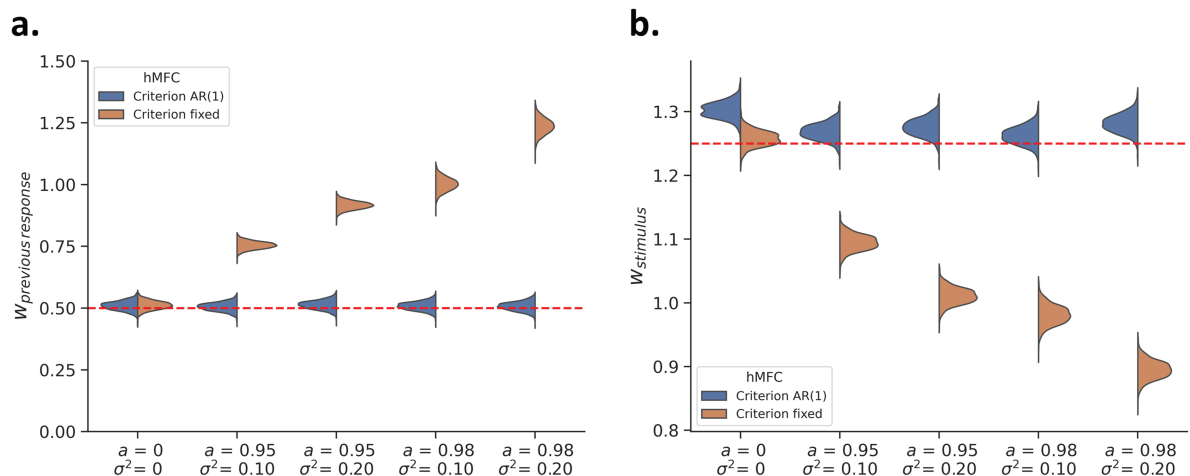 a.
1.50
1.25
1.00
0.75
0.50
0.25
0.00
w previous response
hMFC
Criterion AR(1)
Criterion fixed
a = 0
σ²= 0
a = 0.95
σ²= 0.10
a = 0.95
σ²= 0.20
a = 0.98
σ²= 0.10
a = 0.98
σ²= 0.20
b.
1.3
1.2
1.1
1.0
0.9
0.8
w stimulus
hMFC
Criterion AR(1)
Criterion fixed
a = 0
σ²= 0
a = 0.95
σ²= 0.10
a = 0.95
σ²= 0.20
a = 0.98
σ²= 0.10
a = 0.98
σ²= 0.20